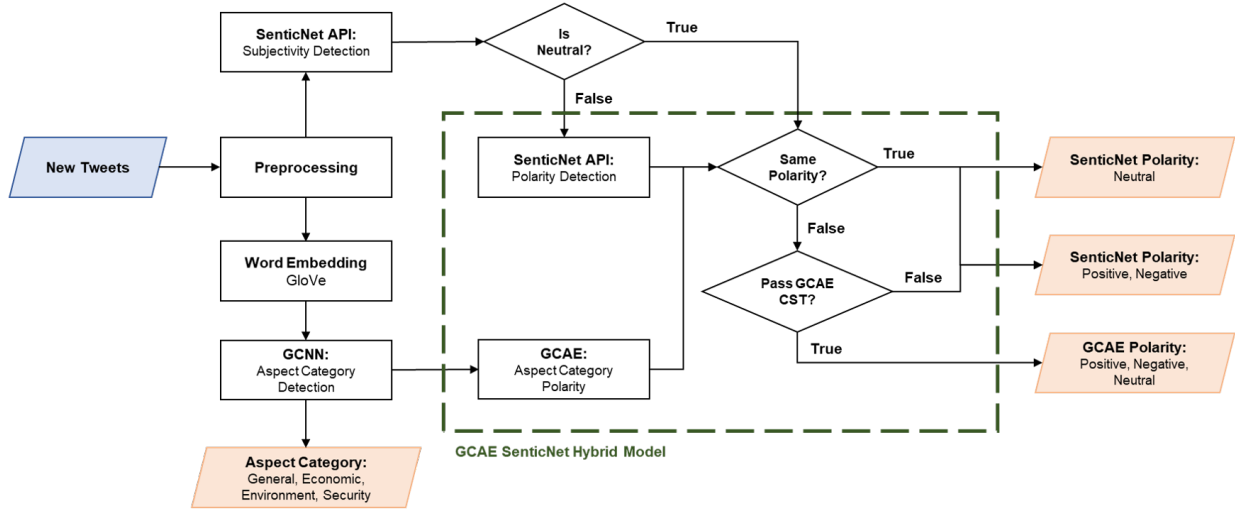 SenticNet API:
Subjectivity Detection
Is
Neutral?
True
False
New Tweets
Preprocessing
SenticNet API:
Polarity Detection
Same
Polarity?
True
SenticNet Polarity:
Neutral
False
Word Embedding
GloVe
Pass GCAE
CST?
False
SenticNet Polarity:
Positive, Negative
True
GCNN:
Aspect Category
Detection
GCAE:
Aspect Category
Polarity
GCAE Polarity:
Positive, Negative,
Neutral
GCAE SenticNet Hybrid Model
Aspect Category:
General, Economic,
Environment, Security